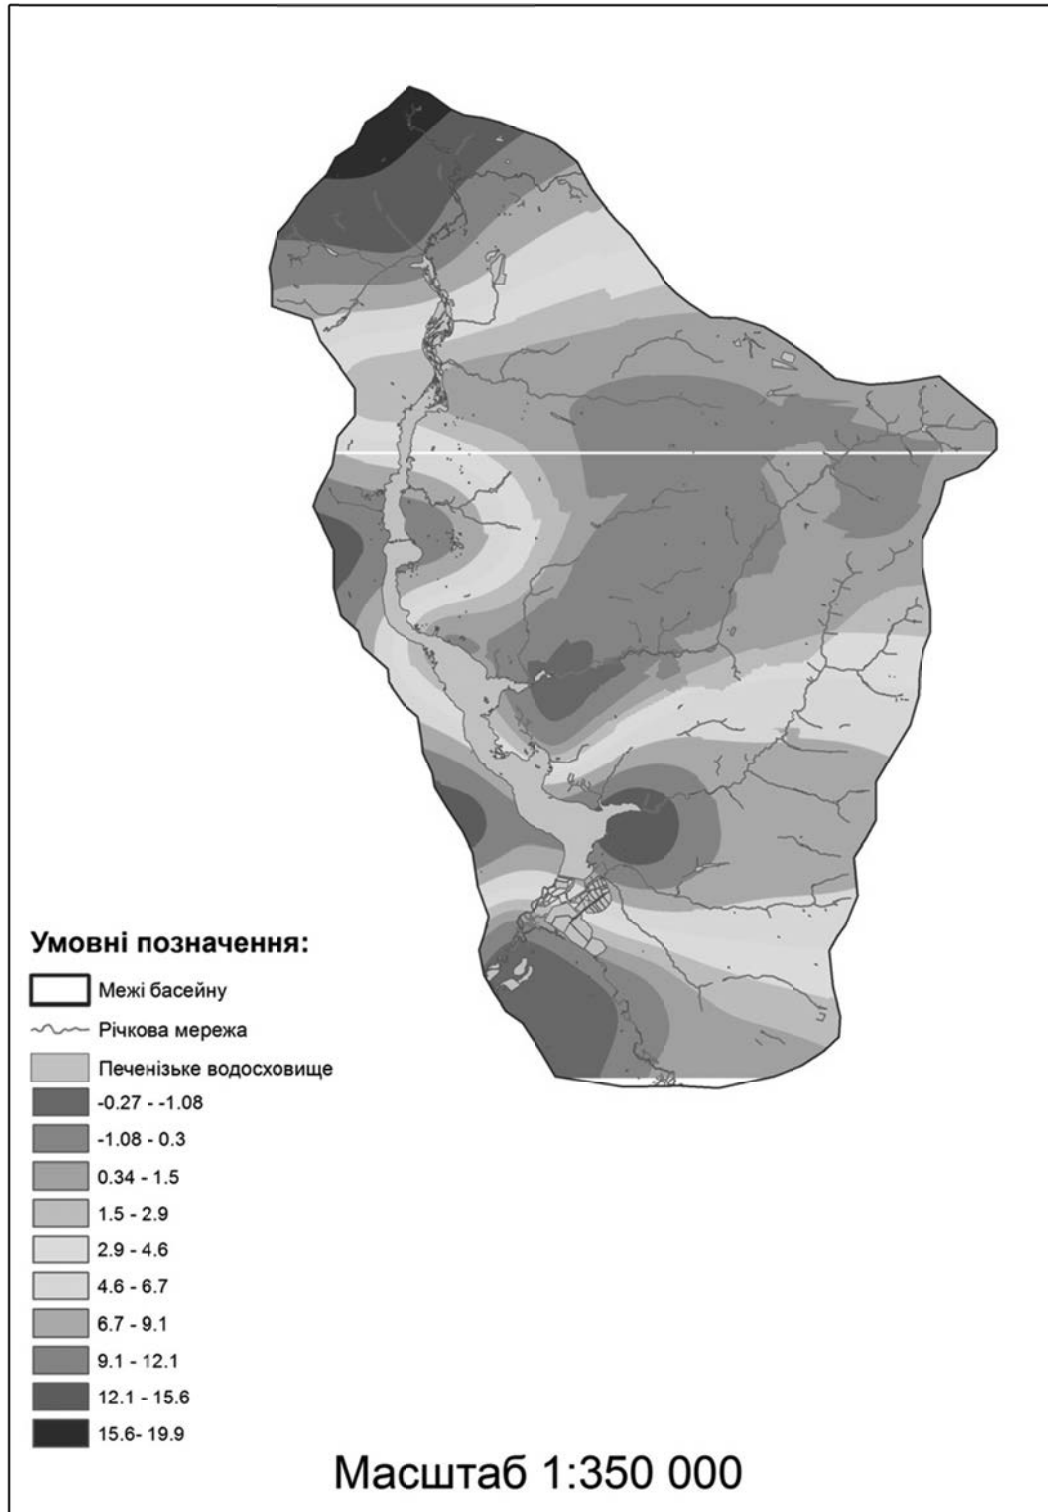 Умовні позначення:
Межі басейну
Річкова мережа
Печенізьке водосховище
-0.27 - -1.08
-1.08 - 0.3
0.34 - 1.5
1.5 - 2.9
2.9 - 4.6
4.6 - 6.7
6.7 - 9.1
9.1 - 12.1
12.1 - 15.6
15.6- 19.9
Масштаб 1:350 000